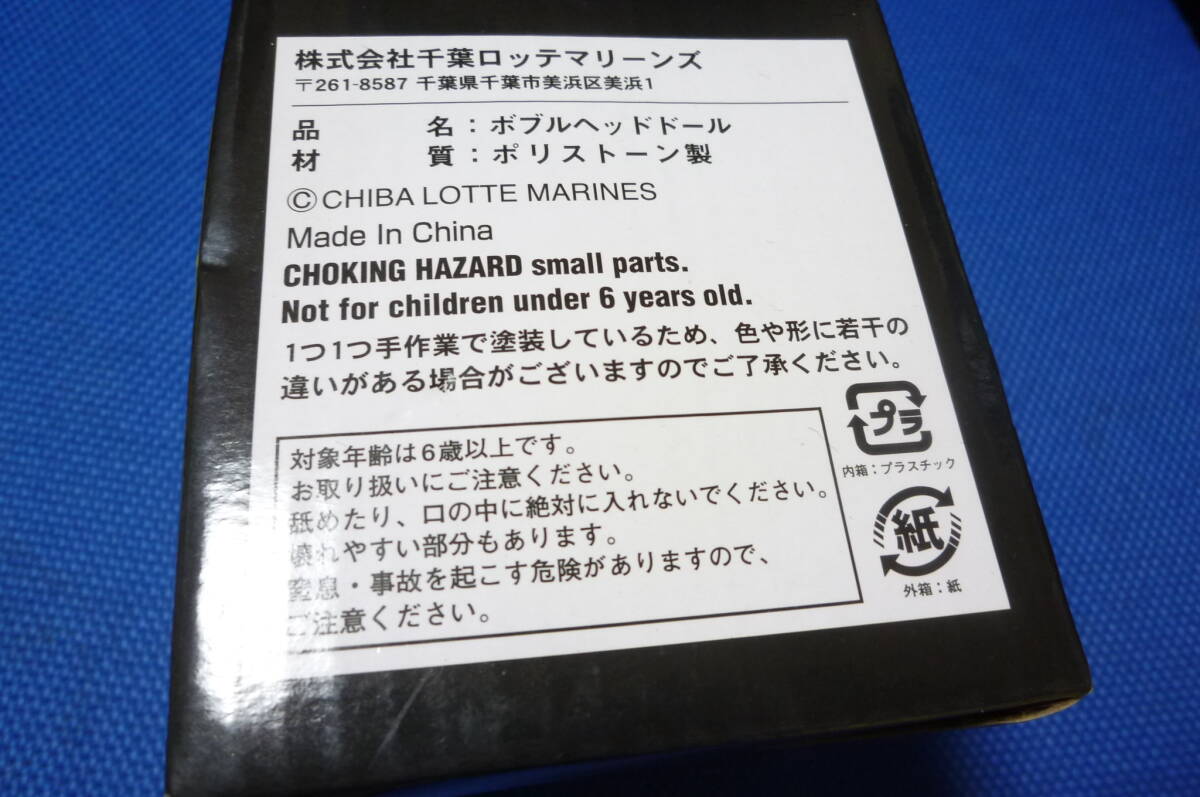 株式会社千葉ロッテマリーンズ
〒261-8587 千葉県千葉市美浜区美浜1
品　　　名：ボブルヘッドドール
材　　　質：ポリストーン製
©CHIBA LOTTE MARINES
Made In China
CHOKING HAZARD small parts.
Not for children under 6 years old.
1つ1つ手作業で塗装しているため、色や形に若干の
違いがある場合がございますのでご了承ください。
対象年齢は6歳以上です。
お取り扱いにご注意ください。
舐めたり、口の中に絶対に入れないでください。
壊れやすい部分もあります。
窒息・事故を起こす危険がありますので、
ご注意ください。
プラ
内箱：プラスチック
紙
外箱：紙